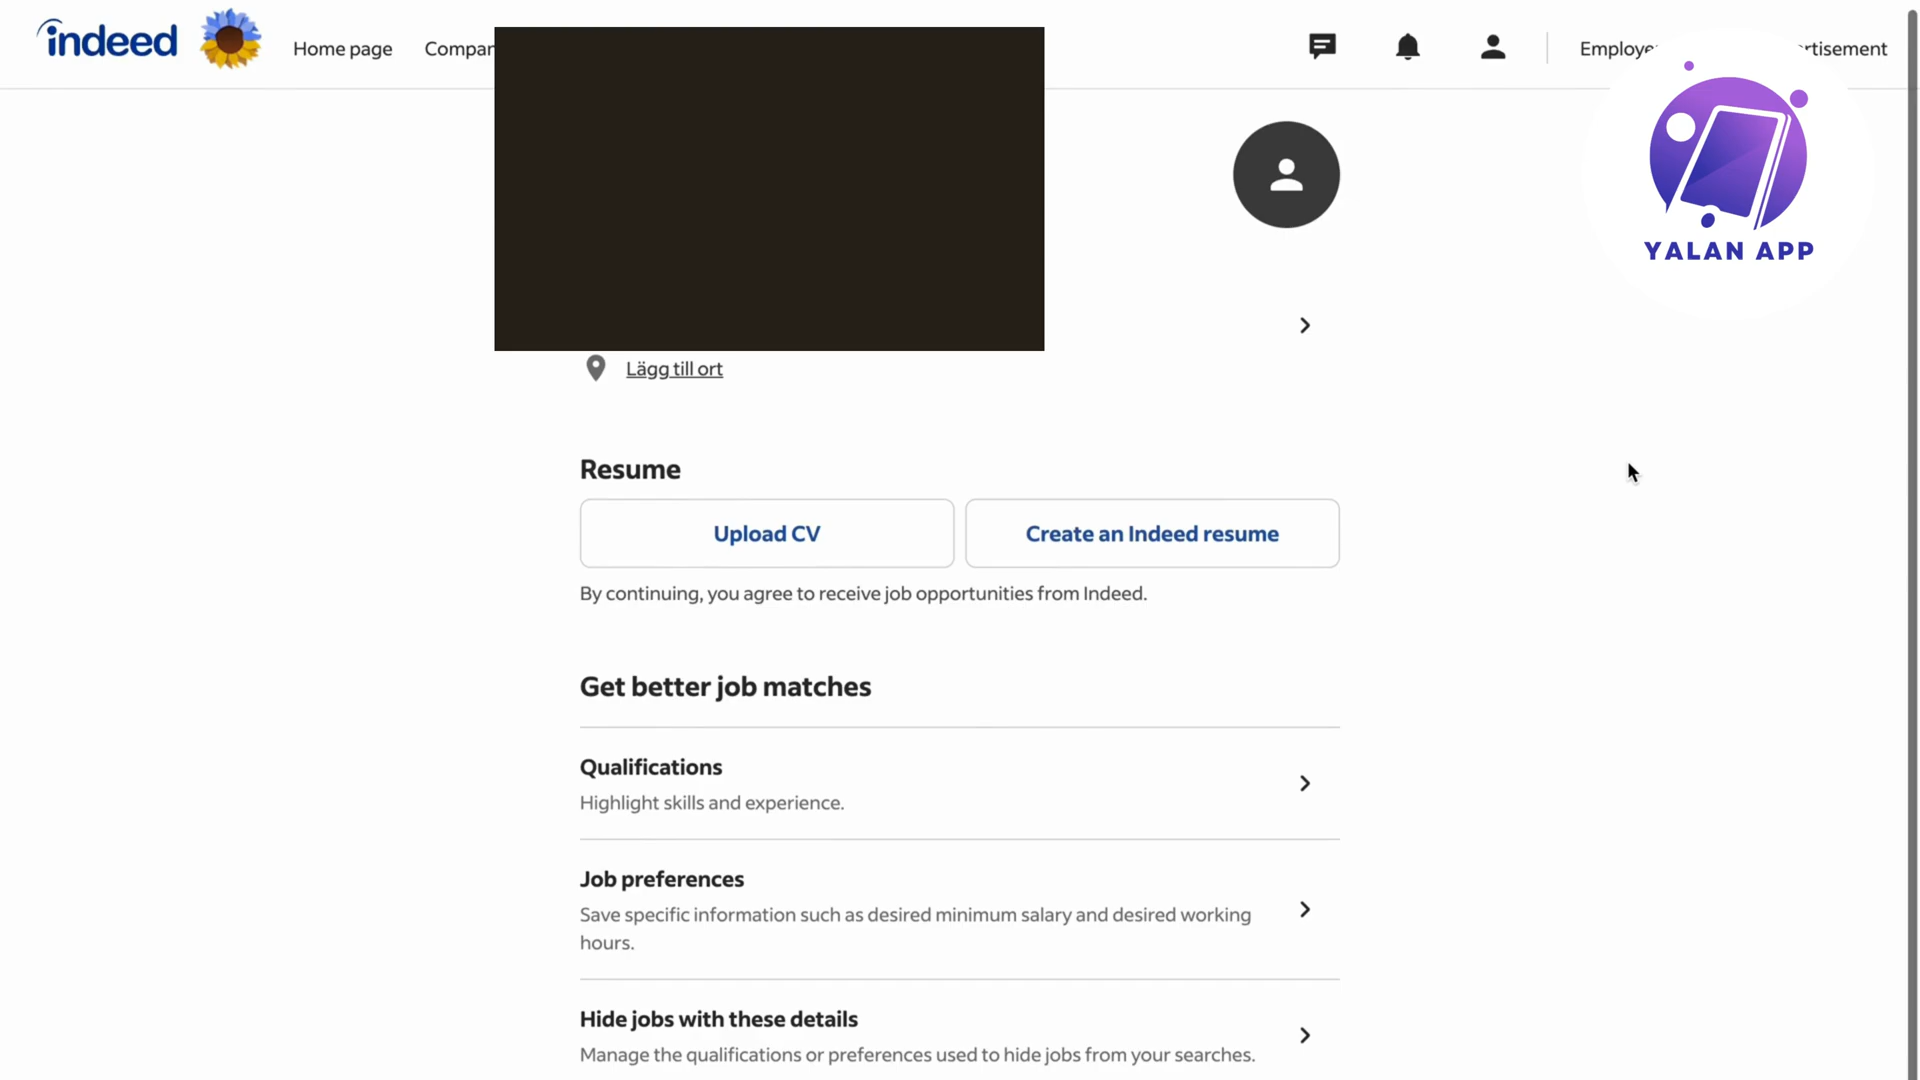 indeed
Home page
Employe
rtisement
YALAN APP
Lägg till ort
Resume
Upload CV
Create an Indeed resume
By continuing, you agree to receive job opportunities from Indeed.
Get better job matches
Qualifications
Highlight skills and experience.
Job preferences
Save specific information such as desired minimum salary and desired working
hours.
Hide jobs with these details
Manage the qualifications or preferences used to hide jobs from your searches.